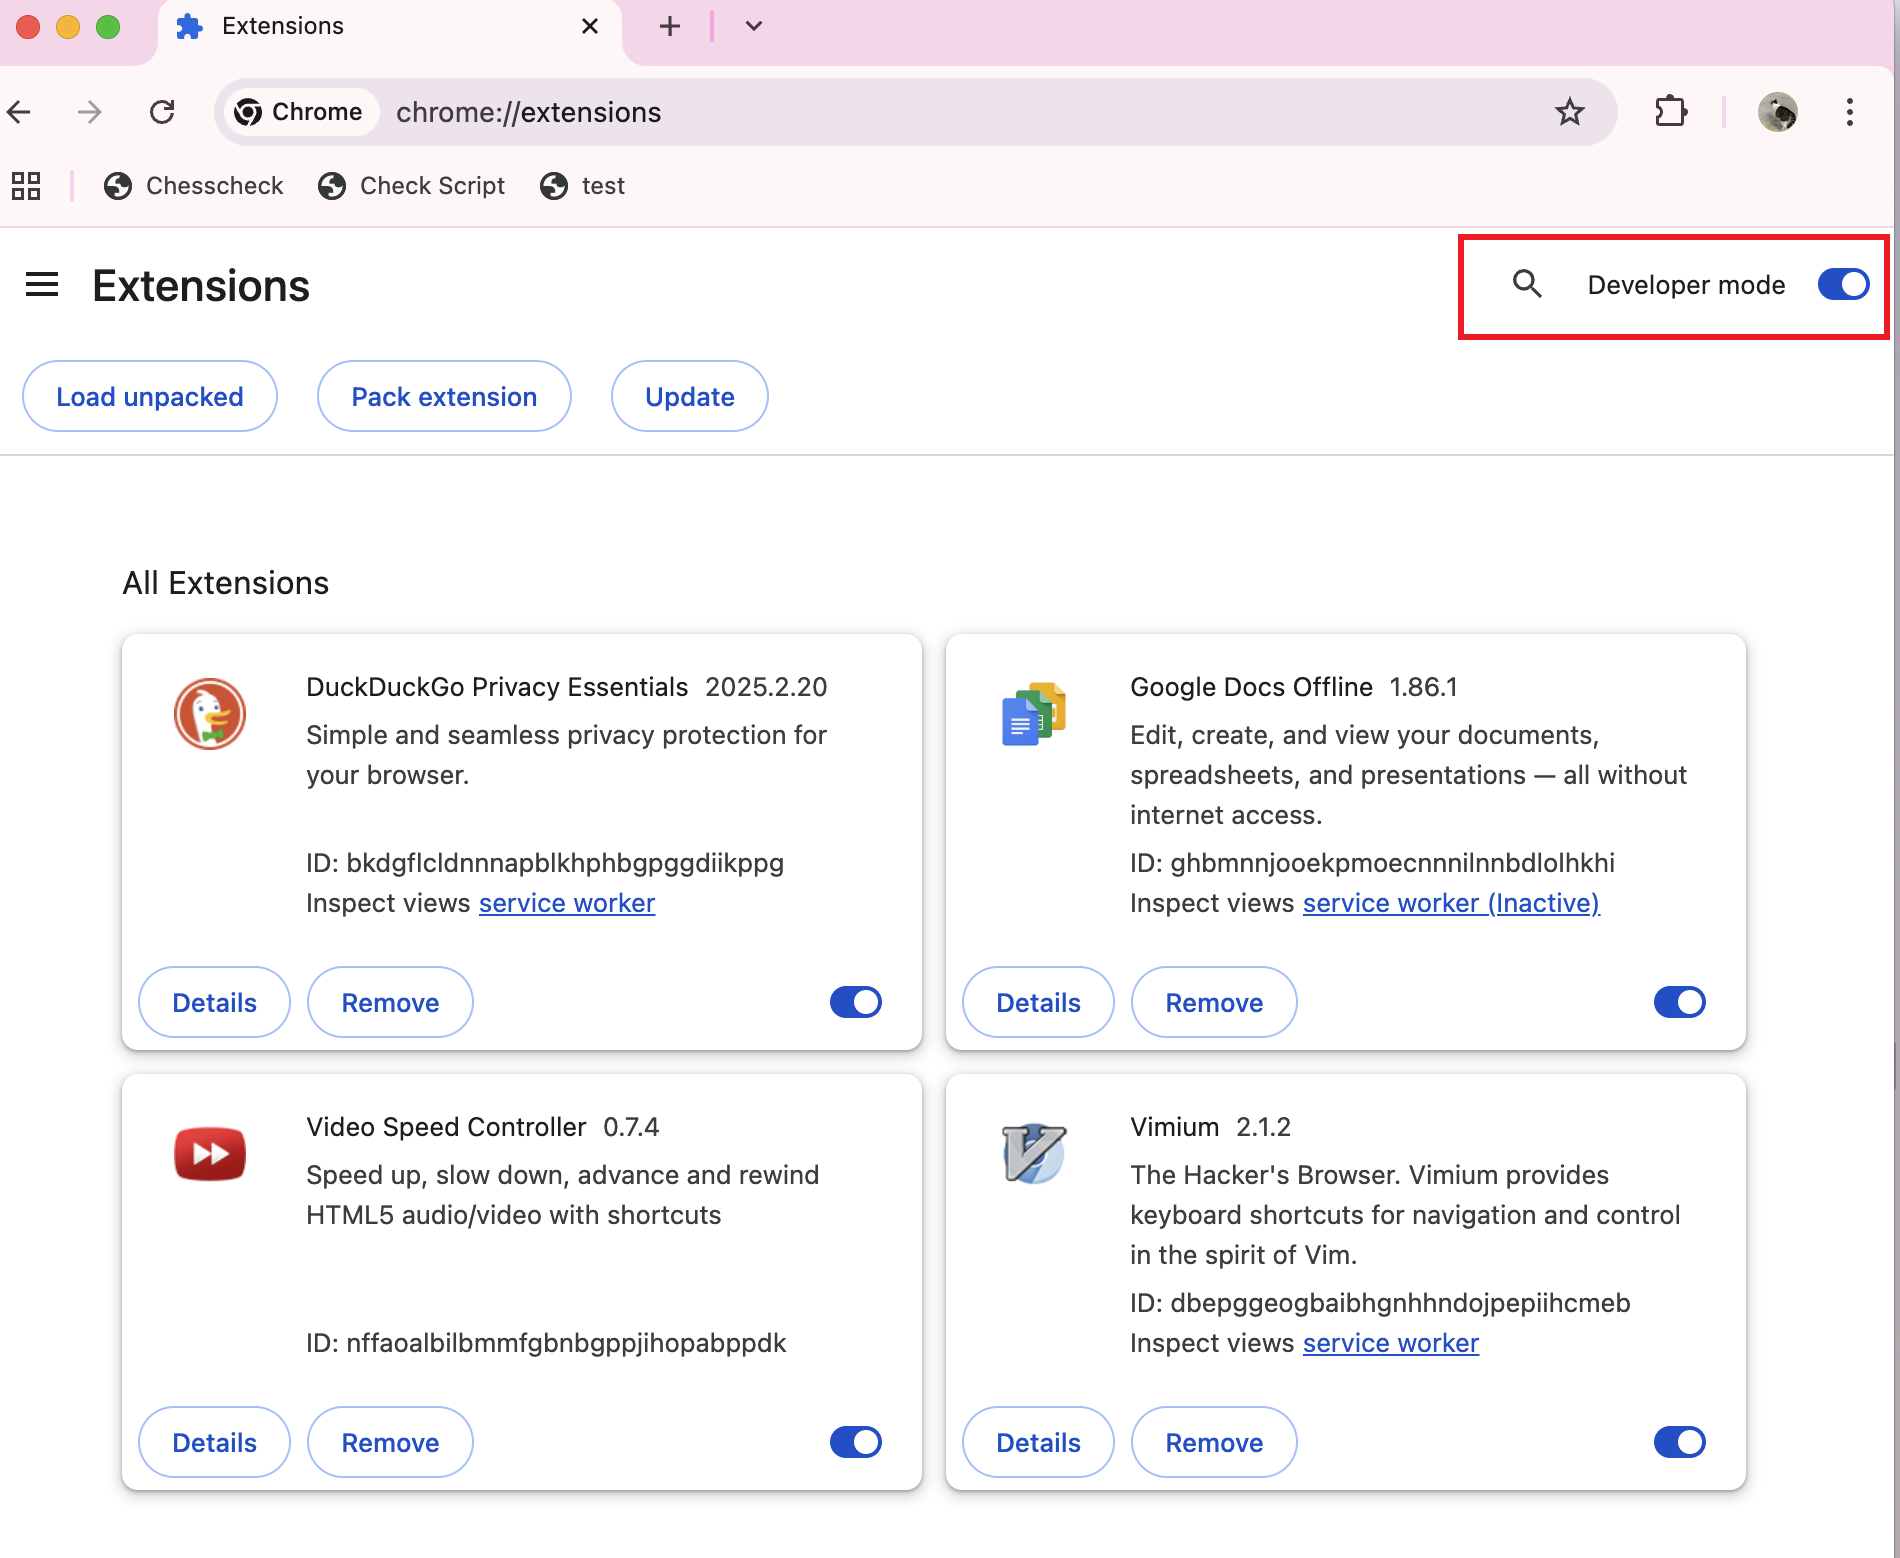 Extensions
Chrome
chrome://extensions
Chesscheck
Check Script
test
Extensions
Developer mode
Load unpacked
Pack extension
Update
All Extensions
DuckDuckGo Privacy Essentials 2025.2.20
Simple and seamless privacy protection for
your browser.
ID: bkdgflcldnnnapblkhphbgpggdiikppg
Inspect views service worker
Details
Remove
Google Docs Offline 1.86.1
Edit, create, and view your documents,
spreadsheets, and presentations — all without
internet access.
ID: ghbmnnjooekpmoecnnnilnnbdlolhkhi
Inspect views service worker (Inactive)
Details
Remove
Video Speed Controller 0.7.4
Speed up, slow down, advance and rewind
HTML5 audio/video with shortcuts
ID: nffaoalbilbmmfgbnbgppjihopabppdk
Details
Remove
Vimium 2.1.2
The Hacker's Browser. Vimium provides
keyboard shortcuts for navigation and control
in the spirit of Vim.
ID: dbepggeogbaibhgnhhndojpepiihcmeb
Inspect views service worker
Details
Remove